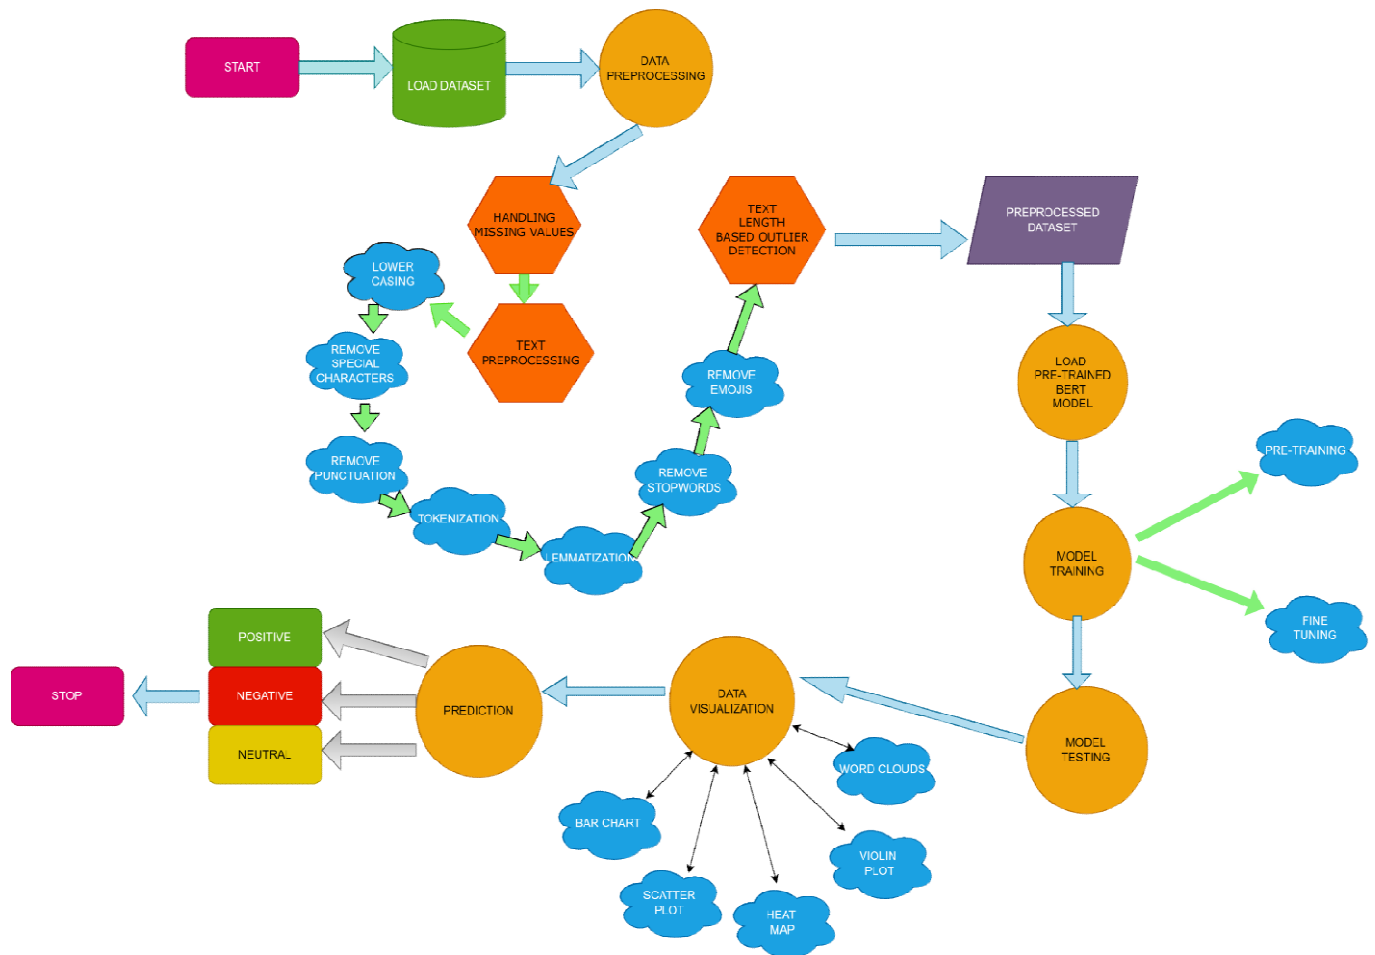 START
LOAD DATASET
DATA
PREPROCESSING
HANDLING
MISSING VALUES
TEXT
PREPROCESSING
LOWER
CASING
REMOVE
SPECIAL
CHARACTERS
REMOVE
PUNCTUATION
TOKENIZATION
LEMMATIZATION
REMOVE
STOPWORDS
REMOVE
EMOJIS
TEXT
LENGTH
BASED OUTLIER
DETECTION
PREPROCESSED
DATASET
LOAD
PRE-TRAINED
BERT
MODEL
MODEL
TRAINING
PRE-TRAINING
FINE
TUNING
MODEL
TESTING
DATA
VISUALIZATION
WORD CLOUDS
VIOLIN
PLOT
HEAT
MAP
SCATTER
PLOT
BAR CHART
PREDICTION
POSITIVE
NEGATIVE
NEUTRAL
STOP